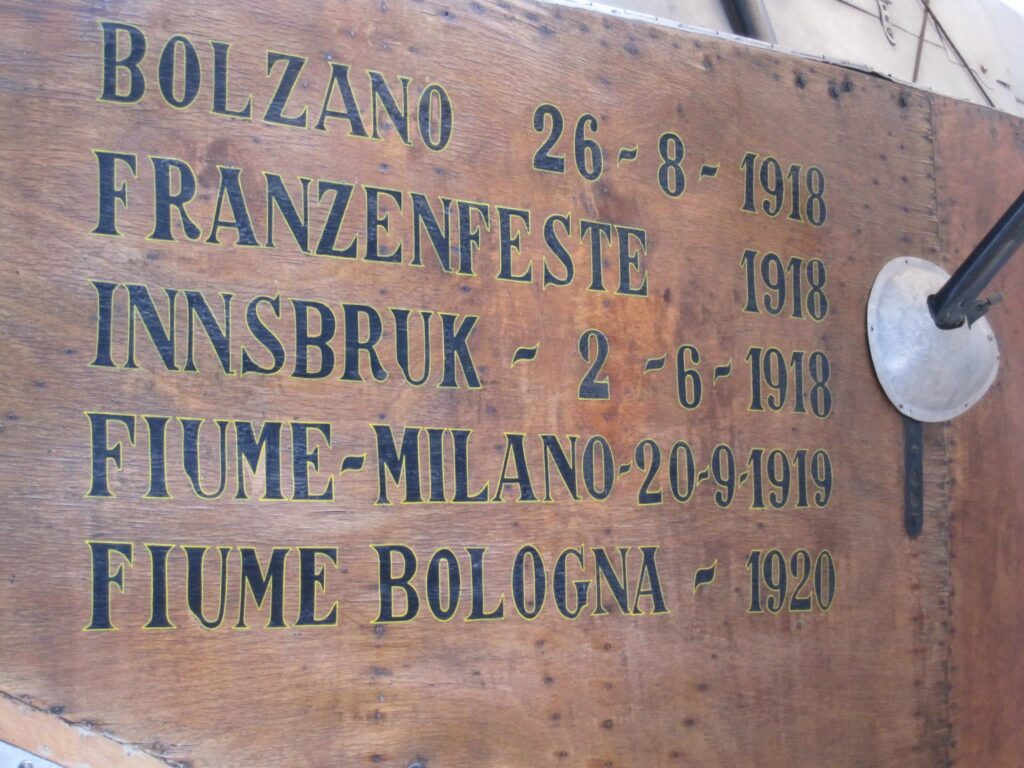 BOLZANO 26-8-1918
FRANZENFESTE 1918
INNSBRUK - 2 - 6 - 1918
FIUME-MILANO-20-9-1919
FIUME BOLOGNA - 1920